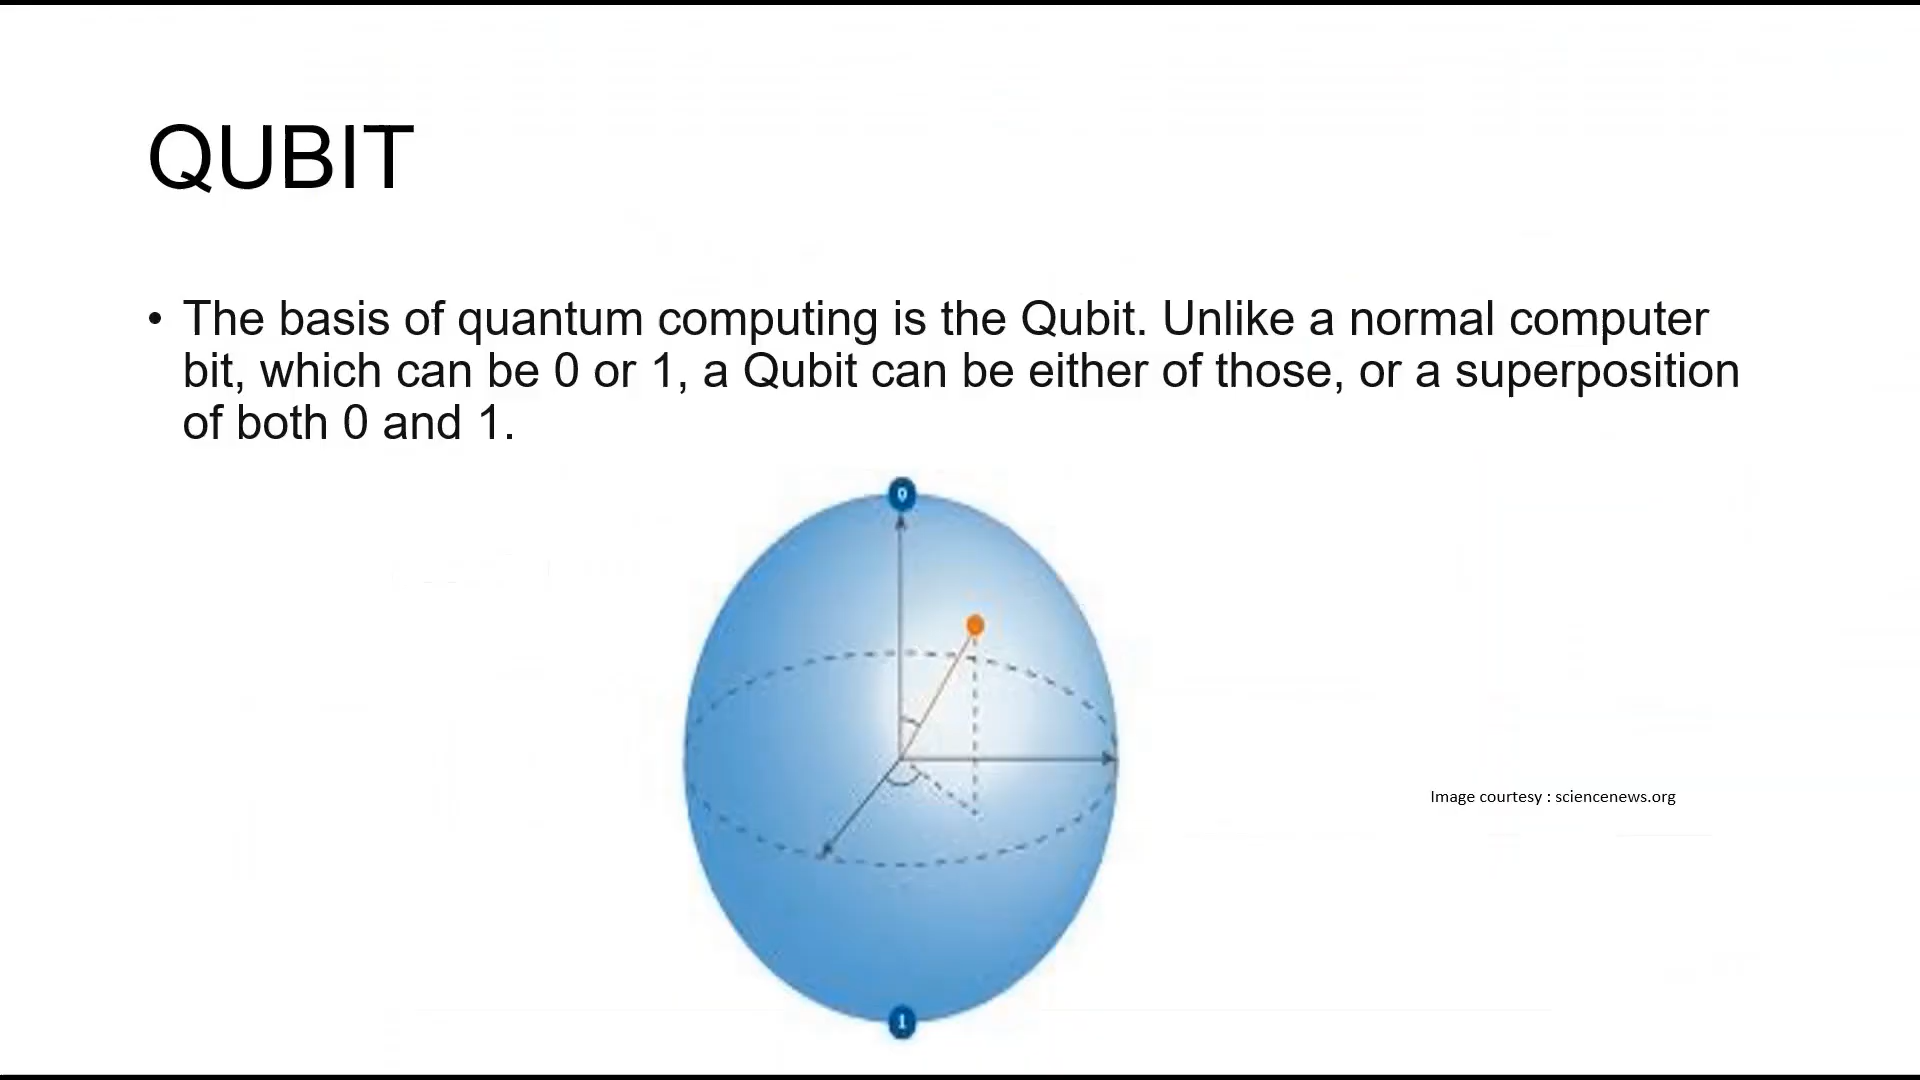 QUBIT
• The basis of quantum computing is the Qubit. Unlike a normal computer
bit, which can be 0 or 1, a Qubit can be either of those, or a superposition
of both 0 and 1.
0
Image courtesy : sciencenews.org
1